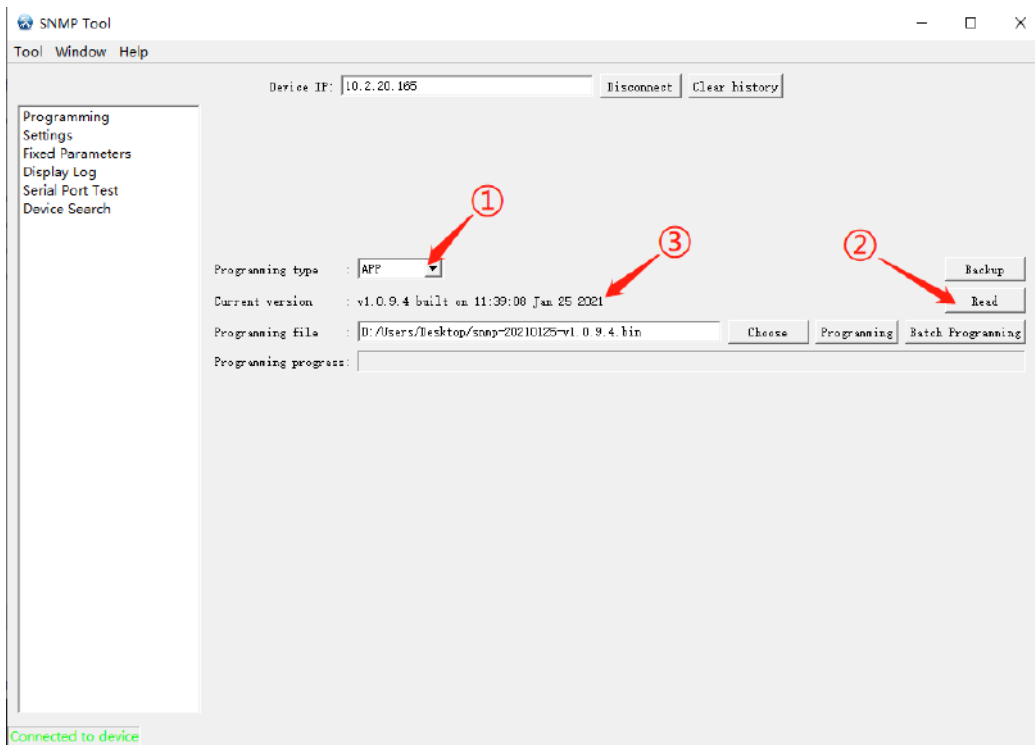 SNMP Tool
Tool Window Help
Device IP: 10.2.20.165 Disconnect Clear history
Programming
Settings
Fixed Parameters
Display Log
Serial Port Test
Device Search
①
③
②
Programming type : APP Backup
Current version : v1.0.9.4 built on 11:39:08 Jan 25 2021 Read
Programming file : D:/Users/Desktop/snmp-20210125-v1.0.9.4.bin Choose Programming Batch Programming
Programming progress:
Connected to device